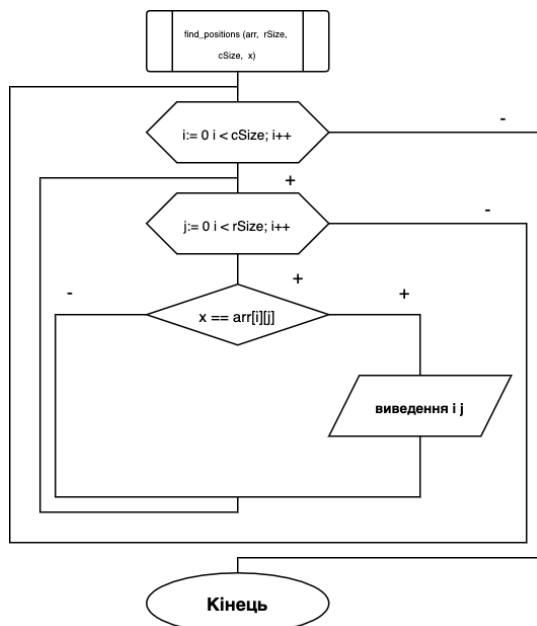 find_positions (arr, rSize,
cSize, x)
-
i:= 0 i < cSize; i++
+
-
j:= 0 i < rSize; i++
-
+
+
x == arr[i][j]
виведення i j
Кінець